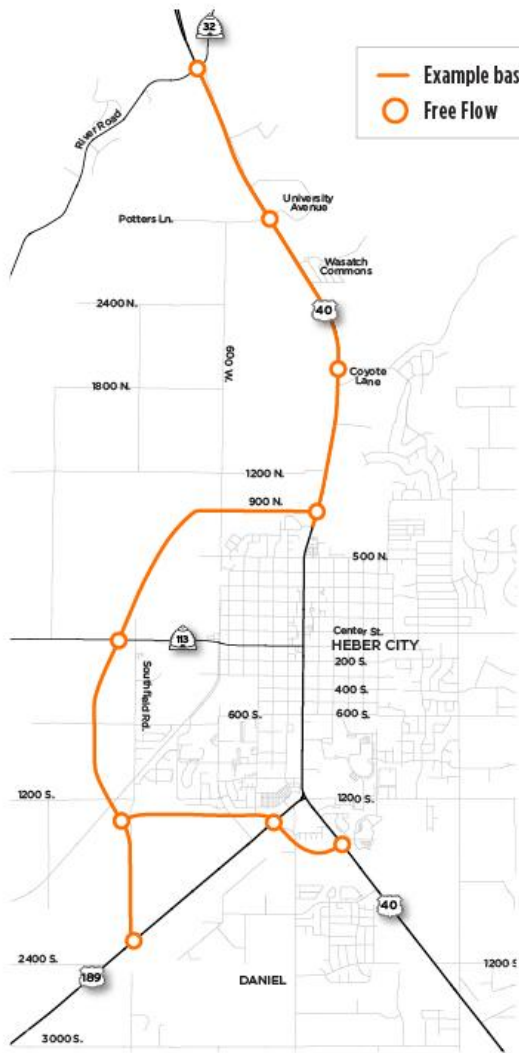 32
Example bas
Free Flow
River Road
University
Avenue
Potters Ln.
Wasatch
Commons
2400 N.
40
600 W.
Coyote
Lane
1800 N.
1200 N.
900 N.
500 N.
113
Center St.
HEBER CITY
200 S.
400 S.
600 S.
600 S.
Southfield Rd.
1200 S.
1200 S.
40
2400 S.
189
DANIEL
1200 S
3000 S.